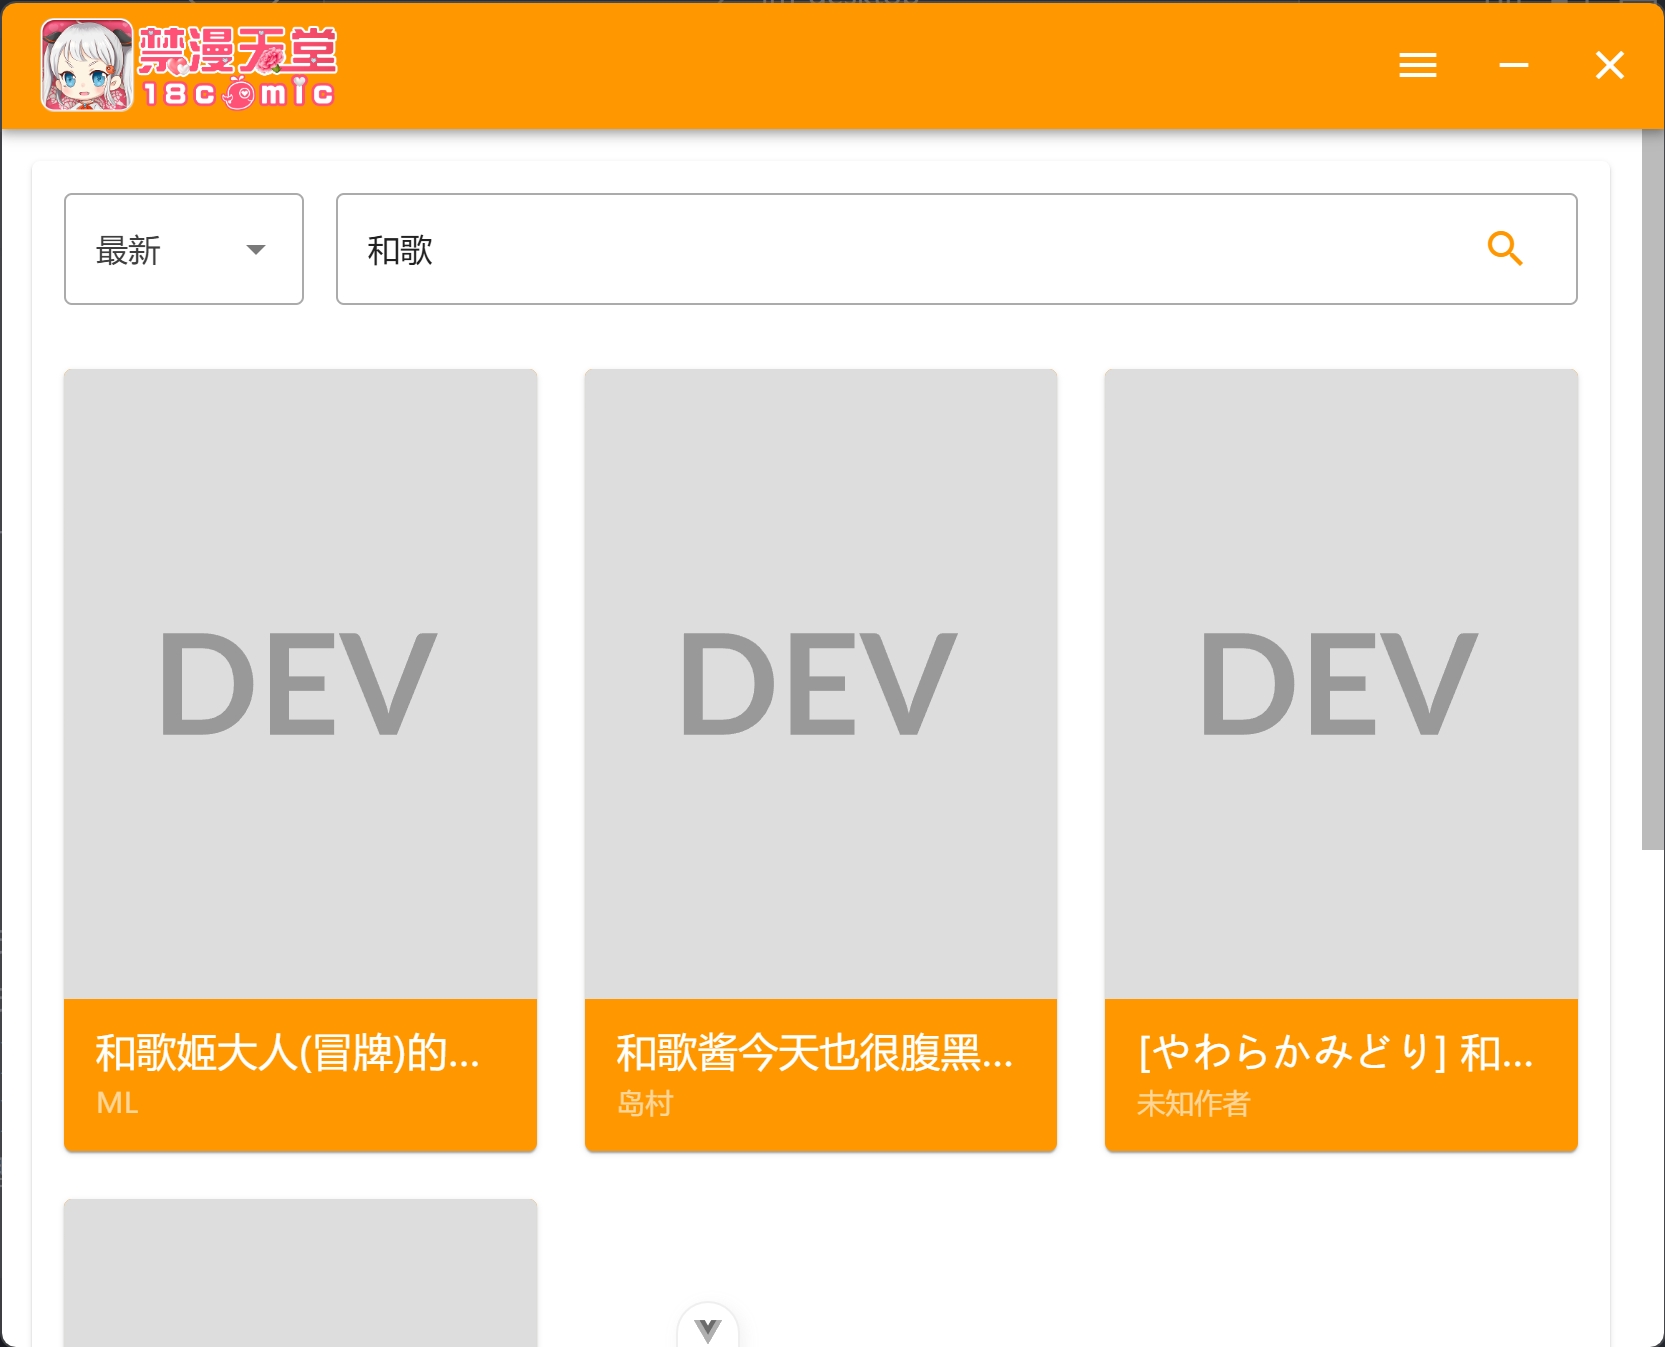 禁漫天堂
18comic
最新
和歌
DEV
DEV
DEV
和歌姬大人(冒牌)的...
ML
和歌酱今天也很腹黑...
岛村
[やわらかみどり] 和...
未知作者